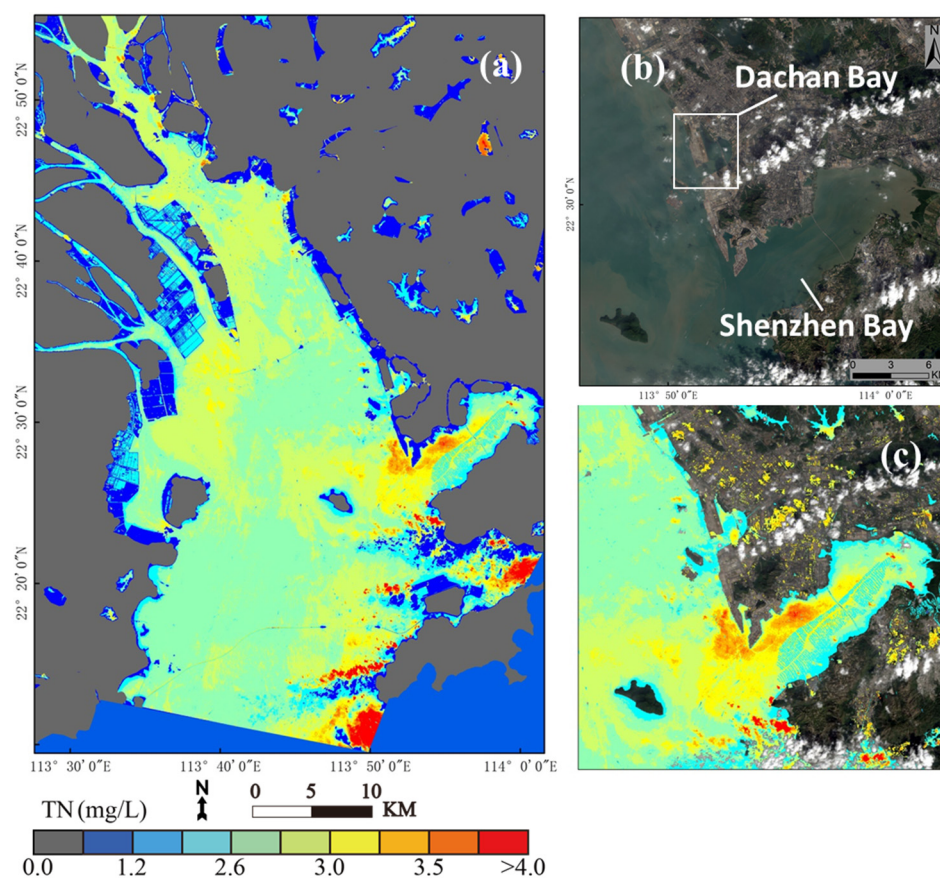 (a)
22° 50′ 0″N
22° 40′ 0″N
22° 30′ 0″N
22° 20′ 0″N
113° 30′ 0″E
113° 40′ 0″E
113° 50′ 0″E
114° 0′ 0″E
TN (mg/L)
N
0 5 10
KM
0.0 1.2 2.6 3.0 3.5 >4.0
(b)
N
Dachan Bay
Shenzhen Bay
22° 30′ 0″N
0 3 6
113° 50′ 0″E
114° 0′ 0″E
(c)